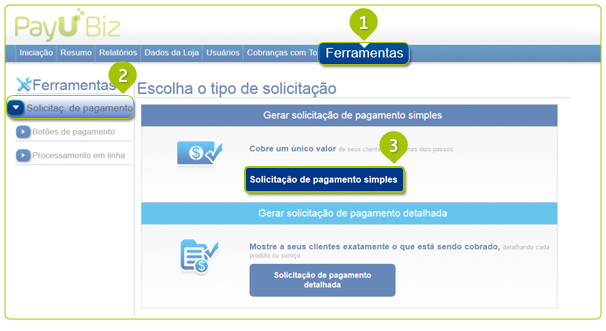 PayU Biz
1
Iniciação Resumo Relatórios Dados da Loja Usuários Cobranças com To Ferramentas
Ferramentas
2
Escolha o tipo de solicitação
Solicitaç. de pagamento
Botões de pagamento
Processamento em linha
Gerar solicitação de pagamento simples
3
Cobre um único valor de seus client mas dois passos.
Solicitação de pagamento simples
Gerar solicitação de pagamento detalhada
Mostre a seus clientes exatamente o que está sendo cobrado, detalhando cada
produto ou serviço.
Solicitação de pagamento
detalhada